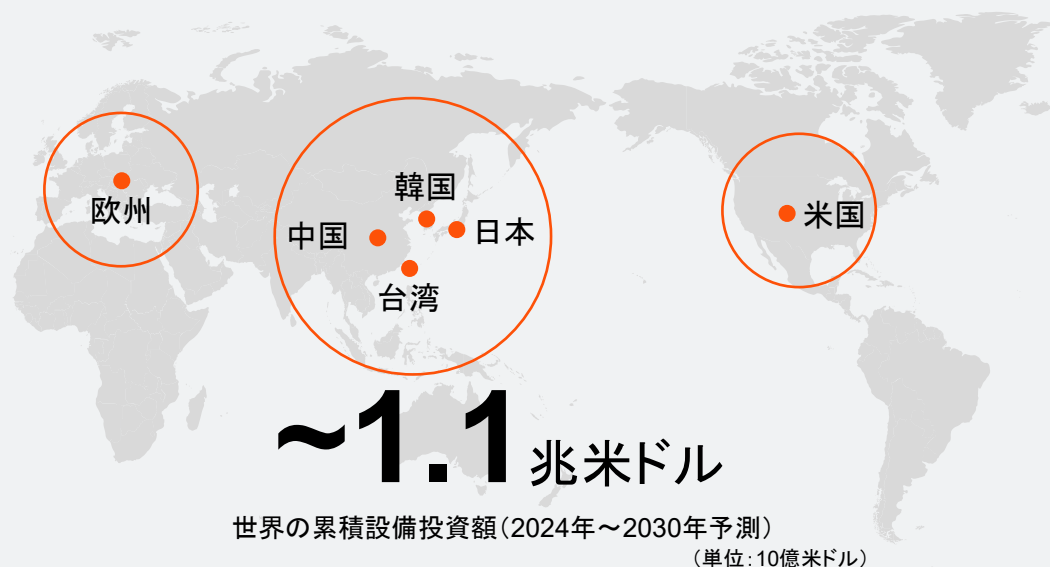 欧州
韓国
中国
日本
台湾
米国
~1.1兆米ドル
世界の累積設備投資額（2024年～2030年予測）
（単位：10億米ドル）